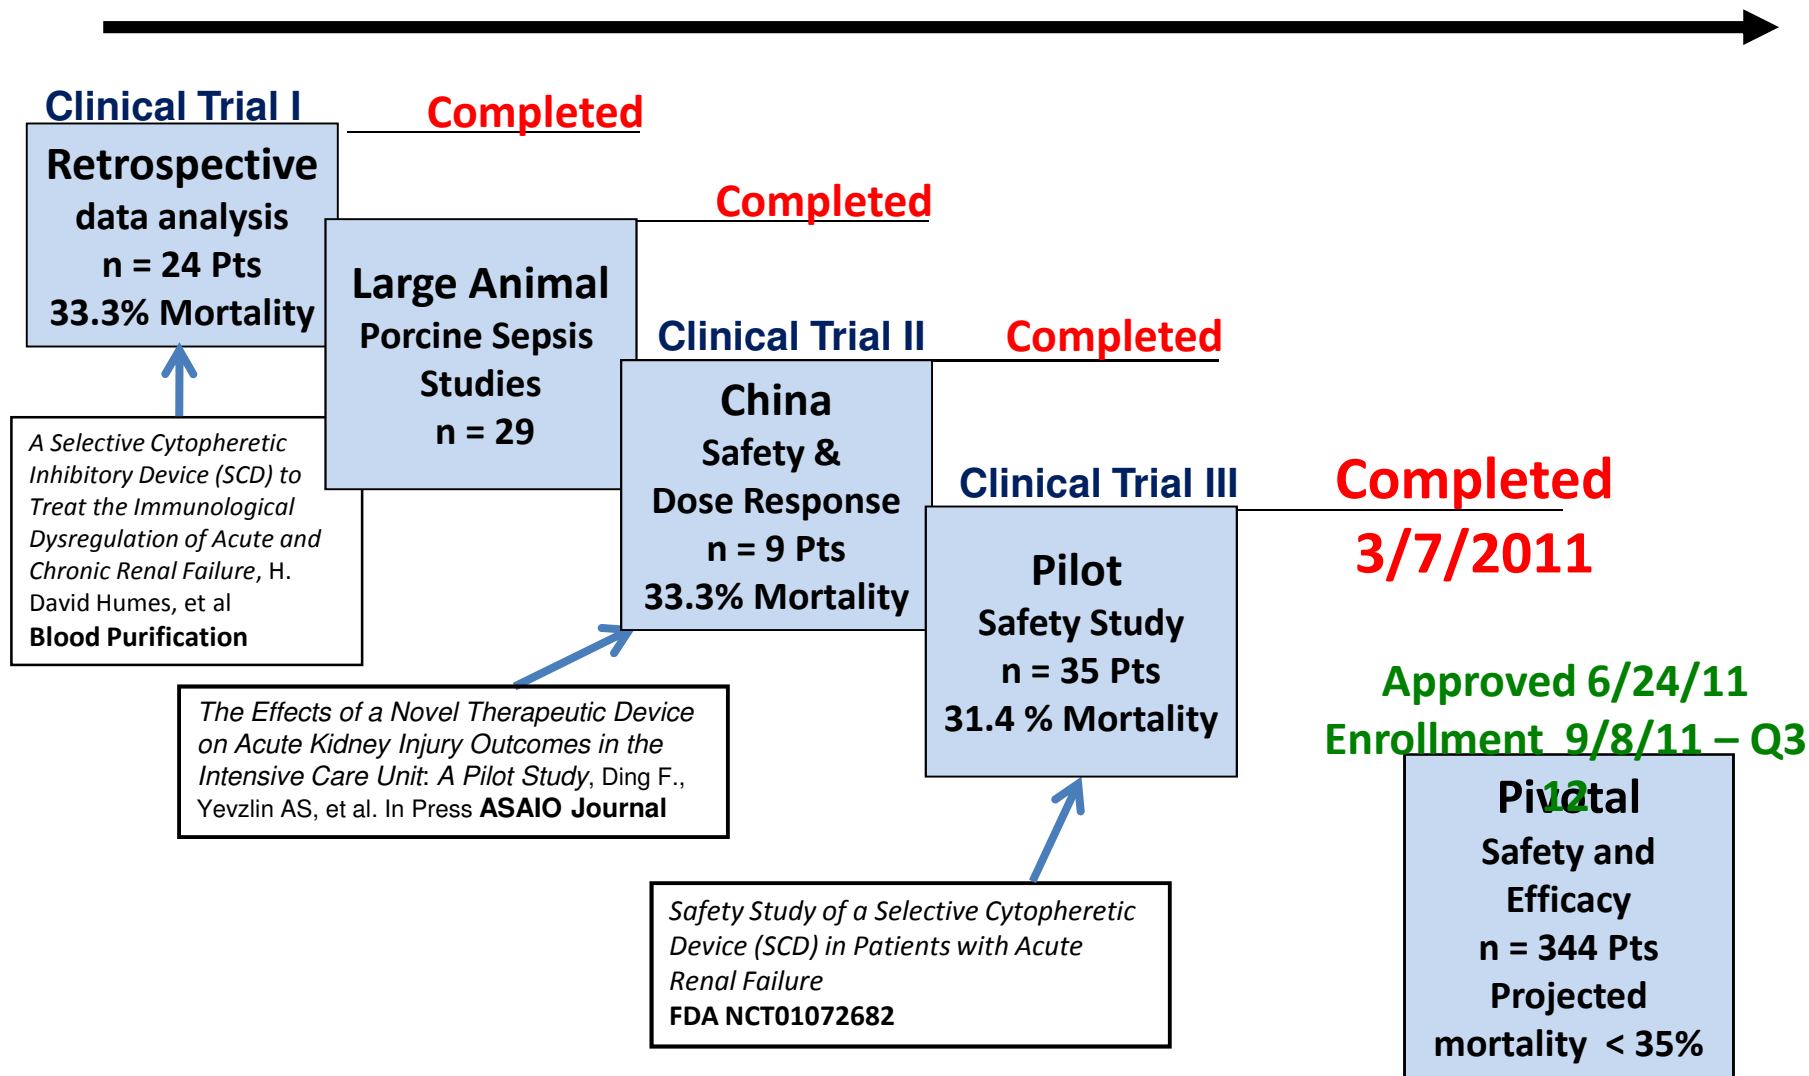 Clinical Trial I
Completed
Retrospective
data analysis
n = 24 Pts
33.3% Mortality
Completed
Large Animal
Porcine Sepsis
Studies
n = 29
Clinical Trial II
Completed
China
Safety &
Dose Response
n = 9 Pts
33.3% Mortality
Clinical Trial III
Completed
3/7/2011
Pilot
Safety Study
n = 35 Pts
31.4 % Mortality
A Selective Cytopheretic
Inhibitory Device (SCD) to
Treat the Immunological
Dysregulation of Acute and
Chronic Renal Failure, H.
David Humes, et al
Blood Purification
The Effects of a Novel Therapeutic Device
on Acute Kidney Injury Outcomes in the
Intensive Care Unit: A Pilot Study, Ding F.,
Yevzlin AS, et al. In Press ASAIO Journal
Safety Study of a Selective Cytopheretic
Device (SCD) in Patients with Acute
Renal Failure
FDA NCT01072682
Approved 6/24/11
Enrollment 9/8/11 – Q3
12
Pivotal
Safety and
Efficacy
n = 344 Pts
Projected
mortality < 35%